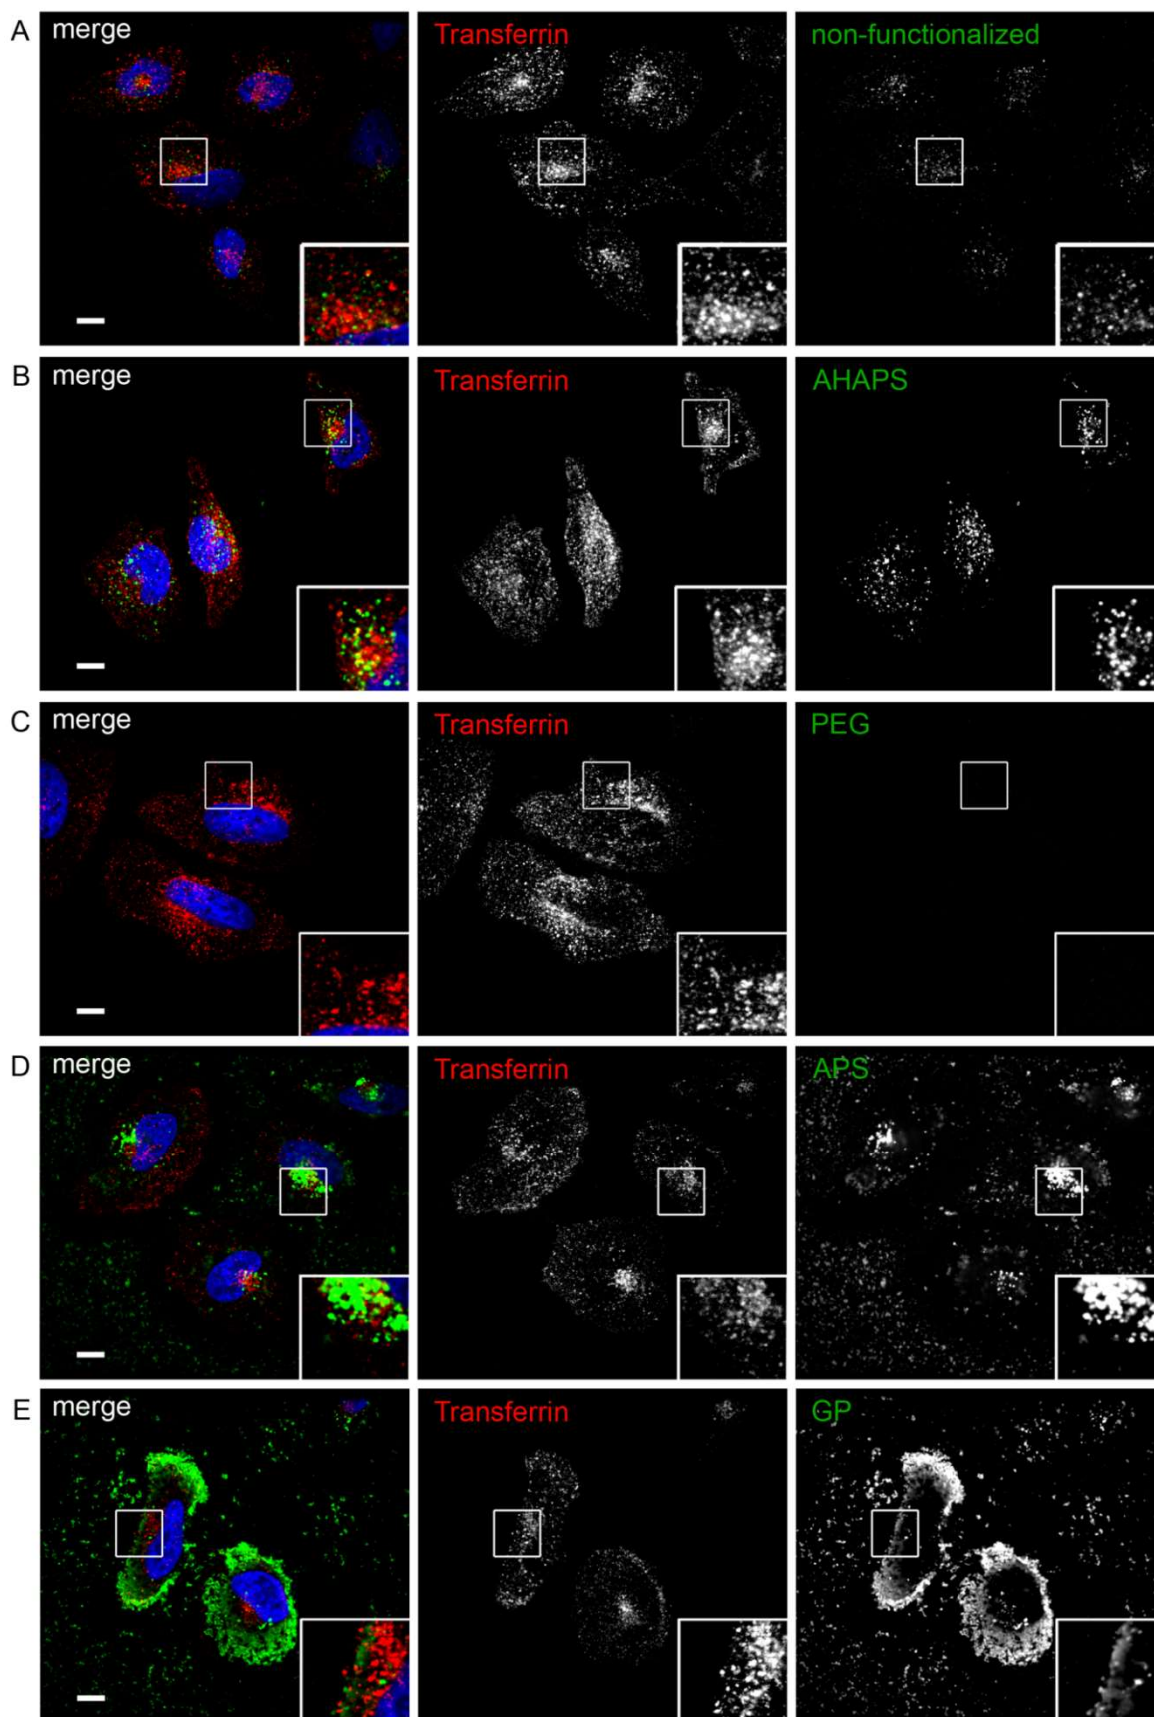 A merge Transferrin non-functionalized
B merge Transferrin AHAPS
C merge Transferrin PEG
D merge Transferrin APS
E merge Transferrin GP